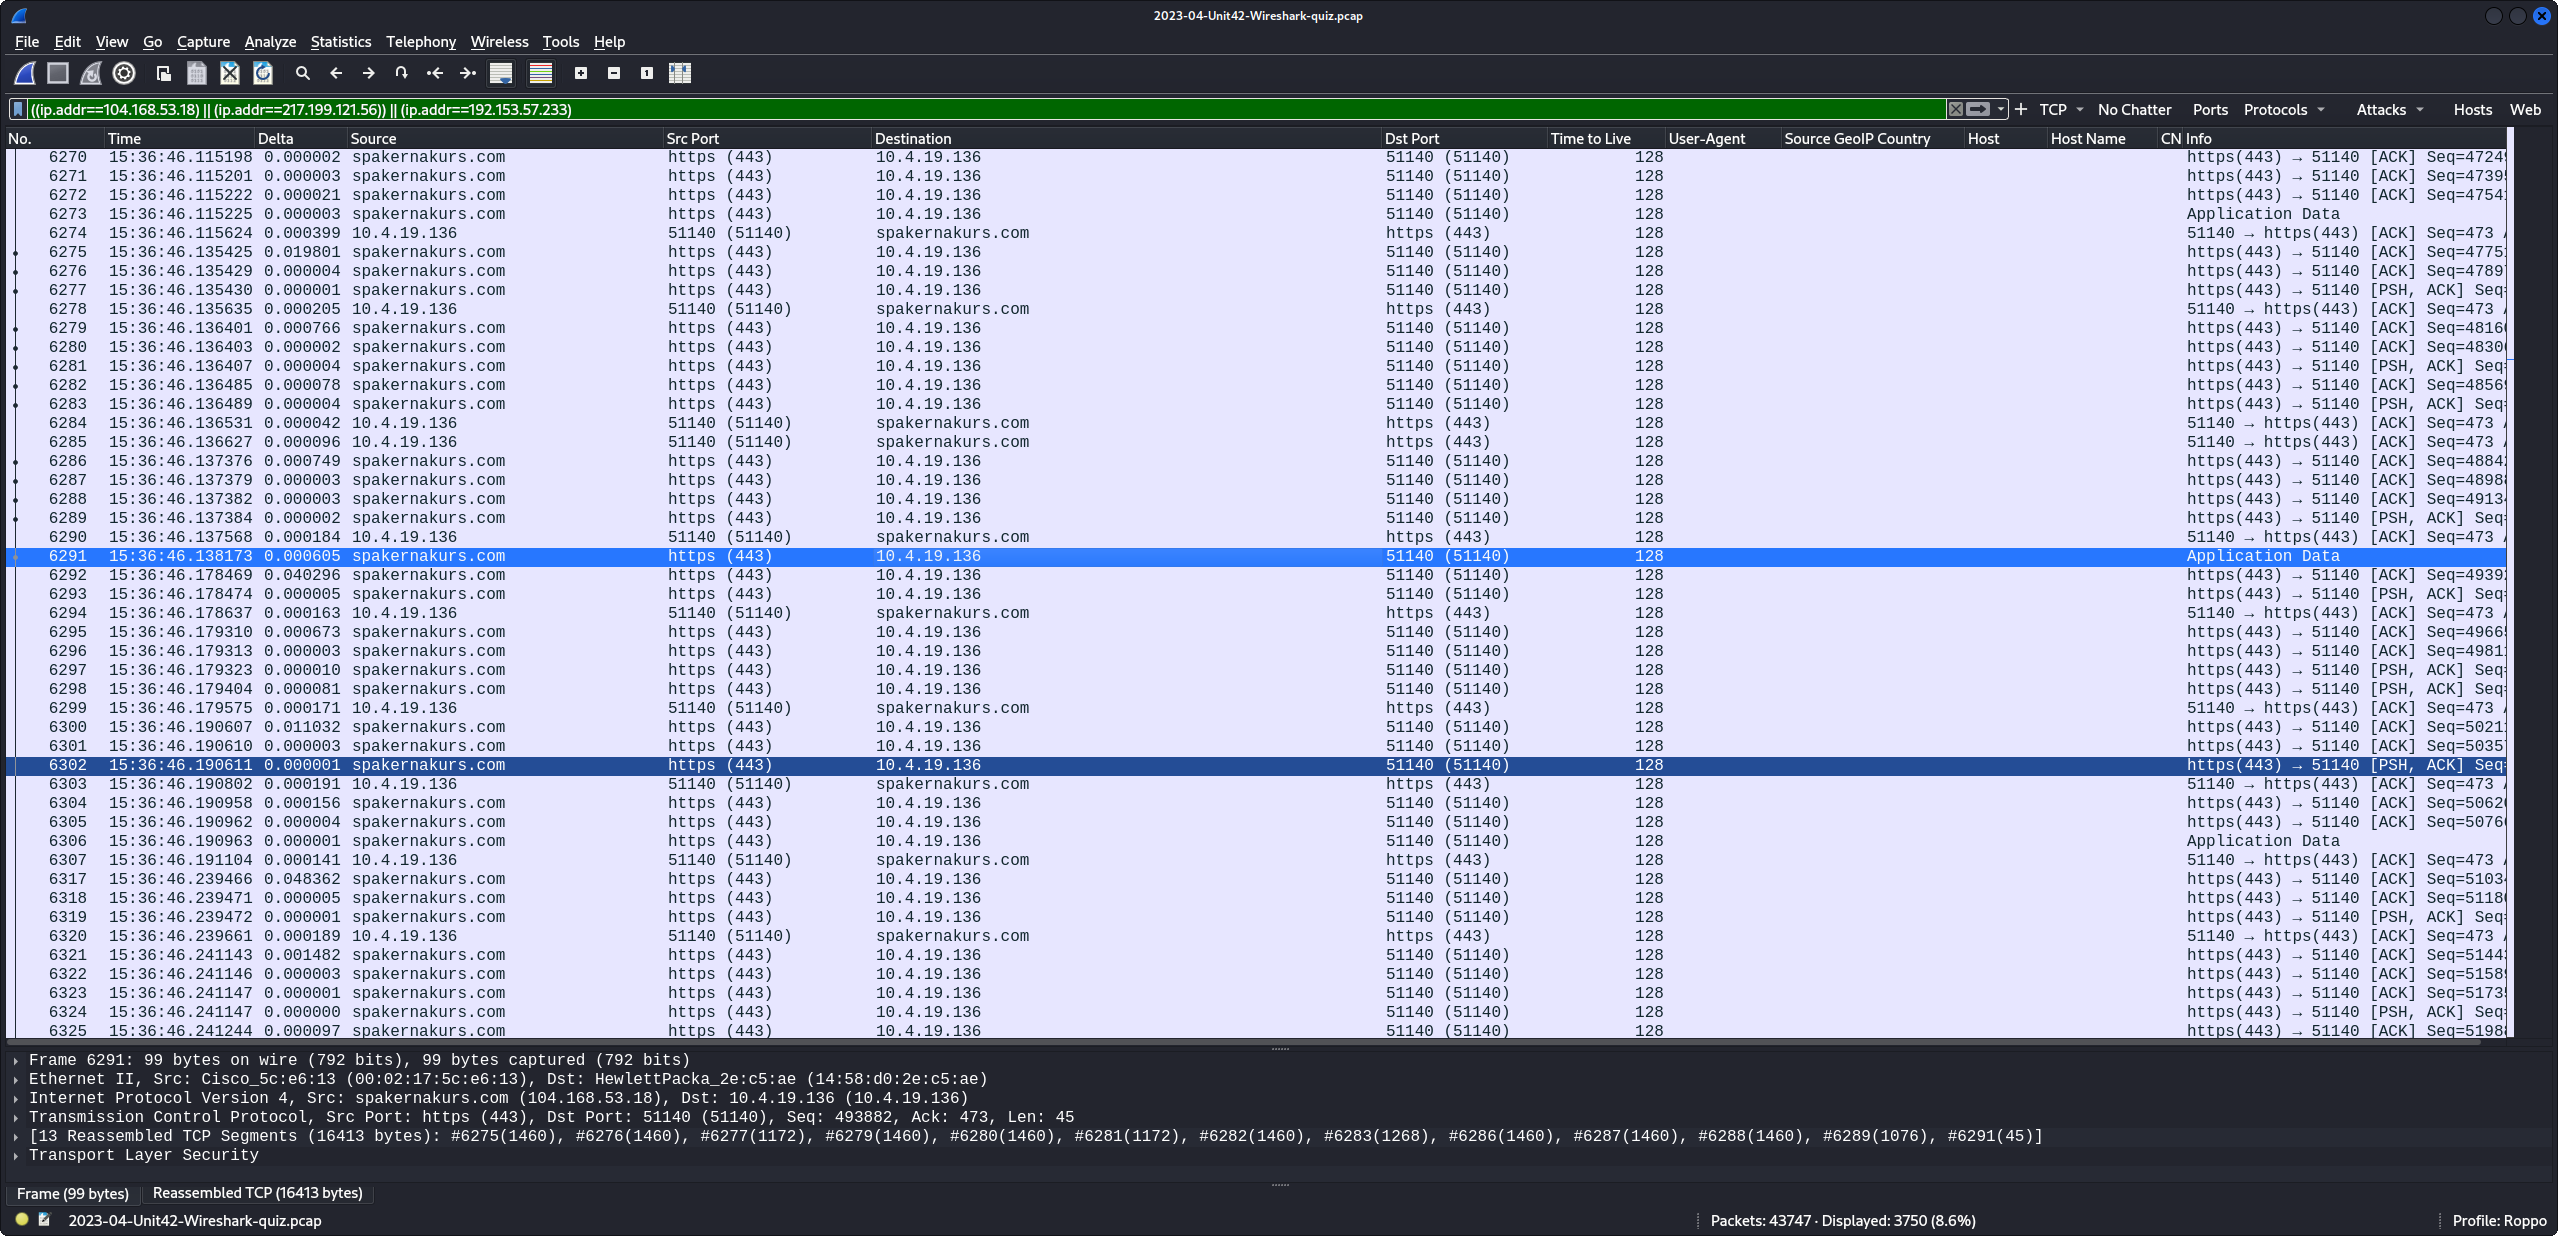 2023-04-Unit42-Wireshark-quiz.pcap
File Edit View Go Capture Analyze Statistics Telephony Wireless Tools Help
((ip.addr==104.168.53.18) || (ip.addr==217.199.121.56)) || (ip.addr==192.153.57.233) + TCP No Chatter Ports Protocols Attacks Hosts Web
No. Time Delta Source Src Port Destination Dst Port Time to Live User-Agent Source GeoIP Country Host Host Name CN Info
6270 15:36:46.115198 0.000002 spakernakurs.com https (443) 10.4.19.136 51140 (51140) 128 https(443) → 51140 [ACK] Seq=47249
6271 15:36:46.115201 0.000003 spakernakurs.com https (443) 10.4.19.136 51140 (51140) 128 https(443) → 51140 [ACK] Seq=47395
6272 15:36:46.115222 0.000021 spakernakurs.com https (443) 10.4.19.136 51140 (51140) 128 https(443) → 51140 [ACK] Seq=47541
6273 15:36:46.115225 0.000003 spakernakurs.com https (443) 10.4.19.136 51140 (51140) 128 Application Data
6274 15:36:46.115624 0.000399 10.4.19.136 51140 (51140) spakernakurs.com https (443) 128 51140 → https(443) [ACK] Seq=473 A
6275 15:36:46.135425 0.019801 spakernakurs.com https (443) 10.4.19.136 51140 (51140) 128 https(443) → 51140 [ACK] Seq=47751
6276 15:36:46.135429 0.000004 spakernakurs.com https (443) 10.4.19.136 51140 (51140) 128 https(443) → 51140 [ACK] Seq=47897
6277 15:36:46.135430 0.000001 spakernakurs.com https (443) 10.4.19.136 51140 (51140) 128 https(443) → 51140 [PSH, ACK] Seq=
6278 15:36:46.135635 0.000205 10.4.19.136 51140 (51140) spakernakurs.com https (443) 128 51140 → https(443) [ACK] Seq=473 A
6279 15:36:46.136401 0.000766 spakernakurs.com https (443) 10.4.19.136 51140 (51140) 128 https(443) → 51140 [ACK] Seq=48160
6280 15:36:46.136403 0.000002 spakernakurs.com https (443) 10.4.19.136 51140 (51140) 128 https(443) → 51140 [ACK] Seq=48306
6281 15:36:46.136407 0.000004 spakernakurs.com https (443) 10.4.19.136 51140 (51140) 128 https(443) → 51140 [PSH, ACK] Seq=
6282 15:36:46.136485 0.000078 spakernakurs.com https (443) 10.4.19.136 51140 (51140) 128 https(443) → 51140 [ACK] Seq=48569
6283 15:36:46.136489 0.000004 spakernakurs.com https (443) 10.4.19.136 51140 (51140) 128 https(443) → 51140 [PSH, ACK] Seq=
6284 15:36:46.136531 0.000042 10.4.19.136 51140 (51140) spakernakurs.com https (443) 128 51140 → https(443) [ACK] Seq=473 A
6285 15:36:46.136627 0.000096 10.4.19.136 51140 (51140) spakernakurs.com https (443) 128 51140 → https(443) [ACK] Seq=473 A
6286 15:36:46.137376 0.000749 spakernakurs.com https (443) 10.4.19.136 51140 (51140) 128 https(443) → 51140 [ACK] Seq=48842
6287 15:36:46.137379 0.000003 spakernakurs.com https (443) 10.4.19.136 51140 (51140) 128 https(443) → 51140 [ACK] Seq=48988
6288 15:36:46.137382 0.000003 spakernakurs.com https (443) 10.4.19.136 51140 (51140) 128 https(443) → 51140 [ACK] Seq=49134
6289 15:36:46.137384 0.000002 spakernakurs.com https (443) 10.4.19.136 51140 (51140) 128 https(443) → 51140 [PSH, ACK] Seq=
6290 15:36:46.137568 0.000184 10.4.19.136 51140 (51140) spakernakurs.com https (443) 128 51140 → https(443) [ACK] Seq=473 A
6291 15:36:46.138173 0.000605 spakernakurs.com https (443) 10.4.19.136 51140 (51140) 128 Application Data
6292 15:36:46.178469 0.040296 spakernakurs.com https (443) 10.4.19.136 51140 (51140) 128 https(443) → 51140 [ACK] Seq=49392
6293 15:36:46.178474 0.000005 spakernakurs.com https (443) 10.4.19.136 51140 (51140) 128 https(443) → 51140 [PSH, ACK] Seq=
6294 15:36:46.178637 0.000163 10.4.19.136 51140 (51140) spakernakurs.com https (443) 128 51140 → https(443) [ACK] Seq=473 A
6295 15:36:46.179310 0.000673 spakernakurs.com https (443) 10.4.19.136 51140 (51140) 128 https(443) → 51140 [ACK] Seq=49665
6296 15:36:46.179313 0.000003 spakernakurs.com https (443) 10.4.19.136 51140 (51140) 128 https(443) → 51140 [ACK] Seq=49811
6297 15:36:46.179323 0.000010 spakernakurs.com https (443) 10.4.19.136 51140 (51140) 128 https(443) → 51140 [PSH, ACK] Seq=
6298 15:36:46.179404 0.000081 spakernakurs.com https (443) 10.4.19.136 51140 (51140) 128 https(443) → 51140 [PSH, ACK] Seq=
6299 15:36:46.179575 0.000171 10.4.19.136 51140 (51140) spakernakurs.com https (443) 128 51140 → https(443) [ACK] Seq=473 A
6300 15:36:46.190607 0.011032 spakernakurs.com https (443) 10.4.19.136 51140 (51140) 128 https(443) → 51140 [ACK] Seq=50211
6301 15:36:46.190610 0.000003 spakernakurs.com https (443) 10.4.19.136 51140 (51140) 128 https(443) → 51140 [ACK] Seq=50357
6302 15:36:46.190611 0.000001 spakernakurs.com https (443) 10.4.19.136 51140 (51140) 128 https(443) → 51140 [PSH, ACK] Seq=
6303 15:36:46.190802 0.000191 10.4.19.136 51140 (51140) spakernakurs.com https (443) 128 51140 → https(443) [ACK] Seq=473 A
6304 15:36:46.190958 0.000156 spakernakurs.com https (443) 10.4.19.136 51140 (51140) 128 https(443) → 51140 [ACK] Seq=50620
6305 15:36:46.190962 0.000004 spakernakurs.com https (443) 10.4.19.136 51140 (51140) 128 https(443) → 51140 [ACK] Seq=50766
6306 15:36:46.190963 0.000001 spakernakurs.com https (443) 10.4.19.136 51140 (51140) 128 Application Data
6307 15:36:46.191104 0.000141 10.4.19.136 51140 (51140) spakernakurs.com https (443) 128 51140 → https(443) [ACK] Seq=473 A
6317 15:36:46.239466 0.048362 spakernakurs.com https (443) 10.4.19.136 51140 (51140) 128 https(443) → 51140 [ACK] Seq=51034
6318 15:36:46.239471 0.000005 spakernakurs.com https (443) 10.4.19.136 51140 (51140) 128 https(443) → 51140 [ACK] Seq=51180
6319 15:36:46.239472 0.000001 spakernakurs.com https (443) 10.4.19.136 51140 (51140) 128 https(443) → 51140 [PSH, ACK] Seq=
6320 15:36:46.239661 0.000189 10.4.19.136 51140 (51140) spakernakurs.com https (443) 128 51140 → https(443) [ACK] Seq=473 A
6321 15:36:46.241143 0.001482 spakernakurs.com https (443) 10.4.19.136 51140 (51140) 128 https(443) → 51140 [ACK] Seq=51443
6322 15:36:46.241146 0.000003 spakernakurs.com https (443) 10.4.19.136 51140 (51140) 128 https(443) → 51140 [ACK] Seq=51589
6323 15:36:46.241147 0.000001 spakernakurs.com https (443) 10.4.19.136 51140 (51140) 128 https(443) → 51140 [ACK] Seq=51735
6324 15:36:46.241147 0.000000 spakernakurs.com https (443) 10.4.19.136 51140 (51140) 128 https(443) → 51140 [PSH, ACK] Seq=
6325 15:36:46.241244 0.000097 spakernakurs.com https (443) 10.4.19.136 51140 (51140) 128 https(443) → 51140 [ACK] Seq=51988
Frame 6291: 99 bytes on wire (792 bits), 99 bytes captured (792 bits)
Ethernet II, Src: Cisco_5c:e6:13 (00:02:17:5c:e6:13), Dst: HewlettPacka_2e:c5:ae (14:58:d0:2e:c5:ae)
Internet Protocol Version 4, Src: spakernakurs.com (104.168.53.18), Dst: 10.4.19.136 (10.4.19.136)
Transmission Control Protocol, Src Port: https (443), Dst Port: 51140 (51140), Seq: 493882, Ack: 473, Len: 45
[13 Reassembled TCP Segments (16413 bytes): #6275(1460), #6276(1460), #6277(1172), #6279(1460), #6280(1460), #6281(1172), #6282(1460), #6283(1268), #6286(1460), #6287(1460), #6288(1460), #6289(1076), #6291(45)]
Transport Layer Security
Frame (99 bytes) Reassembled TCP (16413 bytes)
2023-04-Unit42-Wireshark-quiz.pcap Packets: 43747 · Displayed: 3750 (8.6%) Profile: Roppo